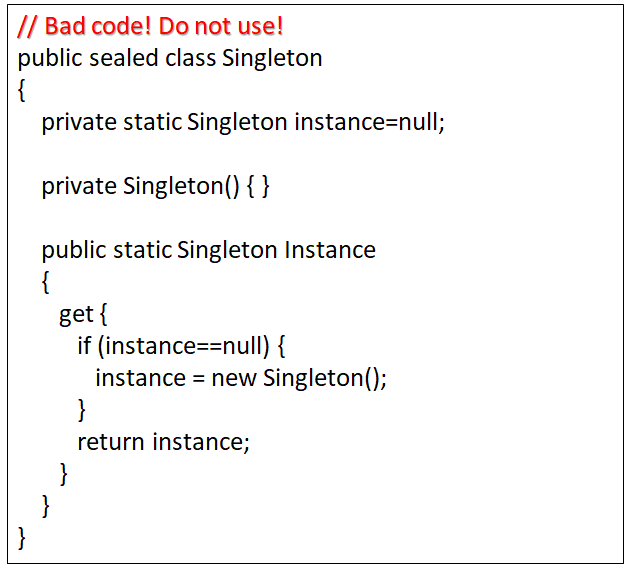 // Bad code! Do not use!
public sealed class Singleton
{
    private static Singleton instance=null;

    private Singleton() { }

    public static Singleton Instance
    {
      get {
        if (instance==null) {
          instance = new Singleton();
        }
        return instance;
      }
    }
}